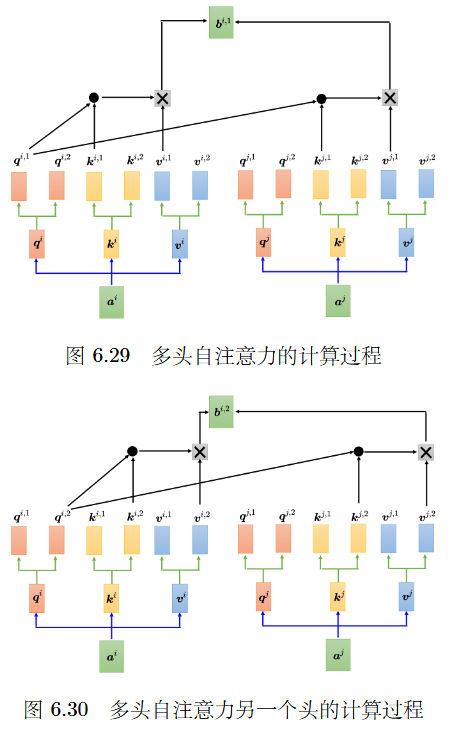 b^{i,1}
q^{i,1} q^{i,2} k^{i,1} k^{i,2} v^{i,1} v^{i,2} q^{j,1} q^{j,2} k^{j,1} k^{j,2} v^{j,1} v^{j,2}
q^i k^i v^i q^j k^j v^j
a^i a^j
图 6.29 多头自注意力的计算过程
b^{i,2}
q^{i,1} q^{i,2} k^{i,1} k^{i,2} v^{i,1} v^{i,2} q^{j,1} q^{j,2} k^{j,1} k^{j,2} v^{j,1} v^{j,2}
q^i k^i v^i q^j k^j v^j
a^i a^j
图 6.30 多头自注意力另一个头的计算过程